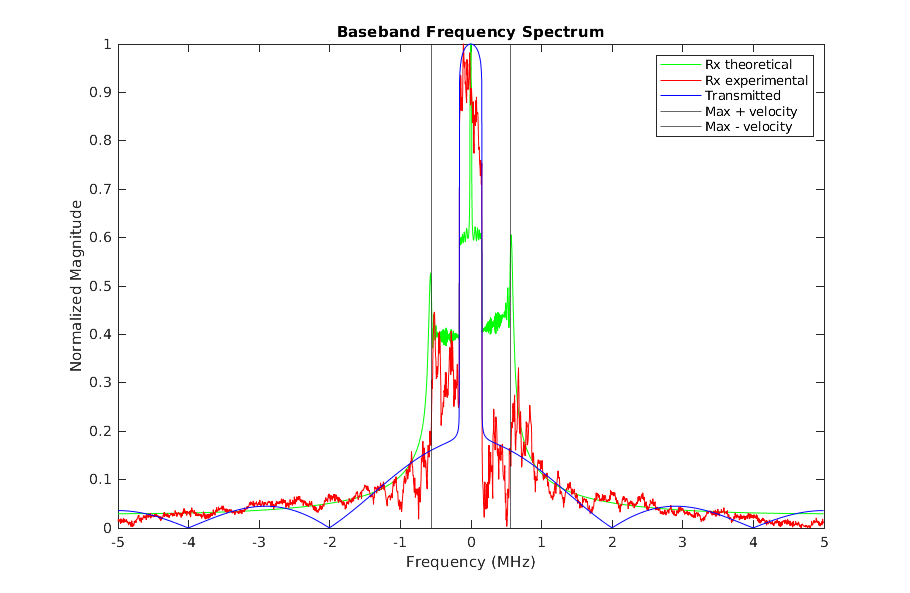 Baseband Frequency Spectrum
1
0.9
0.8
0.7
0.6
0.5
0.4
0.3
0.2
0.1
0
Normalized Magnitude
Rx theoretical
Rx experimental
Transmitted
Max + velocity
Max - velocity
-5 -4 -3 -2 -1 0 1 2 3 4 5
Frequency (MHz)